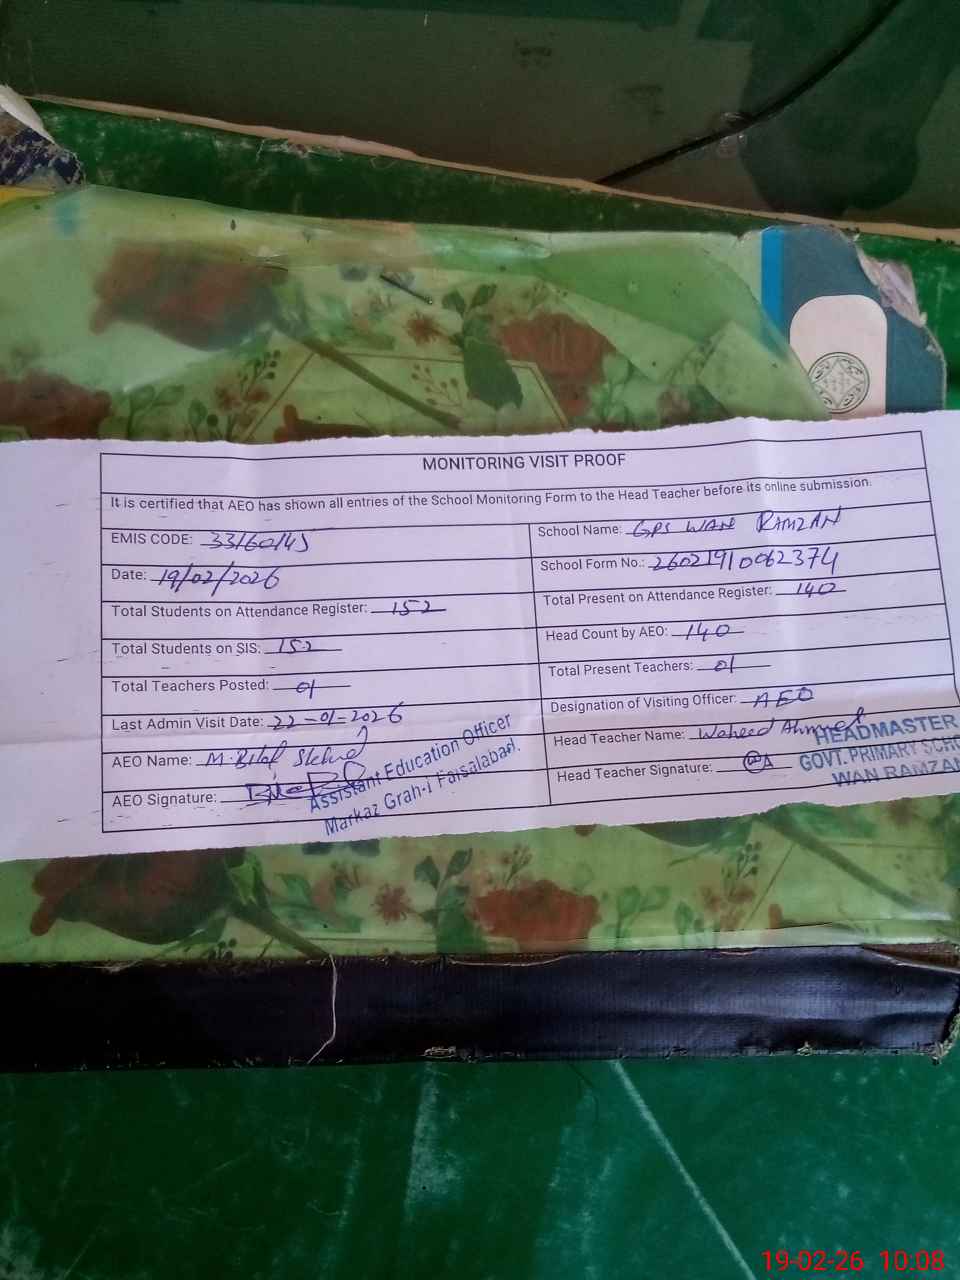 MONITORING VISIT PROOF
It is certified that AEO has shown all entries of the School Monitoring Form to the Head Teacher before its online submission.
EMIS CODE: 33160145
School Name: GPS WAN RAMZAN
Date: 19/02/2026
School Form No.: 26021910062374
Total Students on Attendance Register: 152
Total Present on Attendance Register: 140
Total Students on SIS: 152
Head Count by AEO: 140
Total Teachers Posted: 01
Total Present Teachers: 01
Last Admin Visit Date: 22-01-2026
Designation of Visiting Officer: AEO
AEO Name: M. Bilal
Head Teacher Name: Waheed Ahmad
AEO Signature:
Head Teacher Signature: WA
Assistant Education Officer
Markaz Grah-i Faisalabad.
HEADMASTER
GOVT. PRIMARY SCHO
WAN RAMZAN
19-02-26 10:08